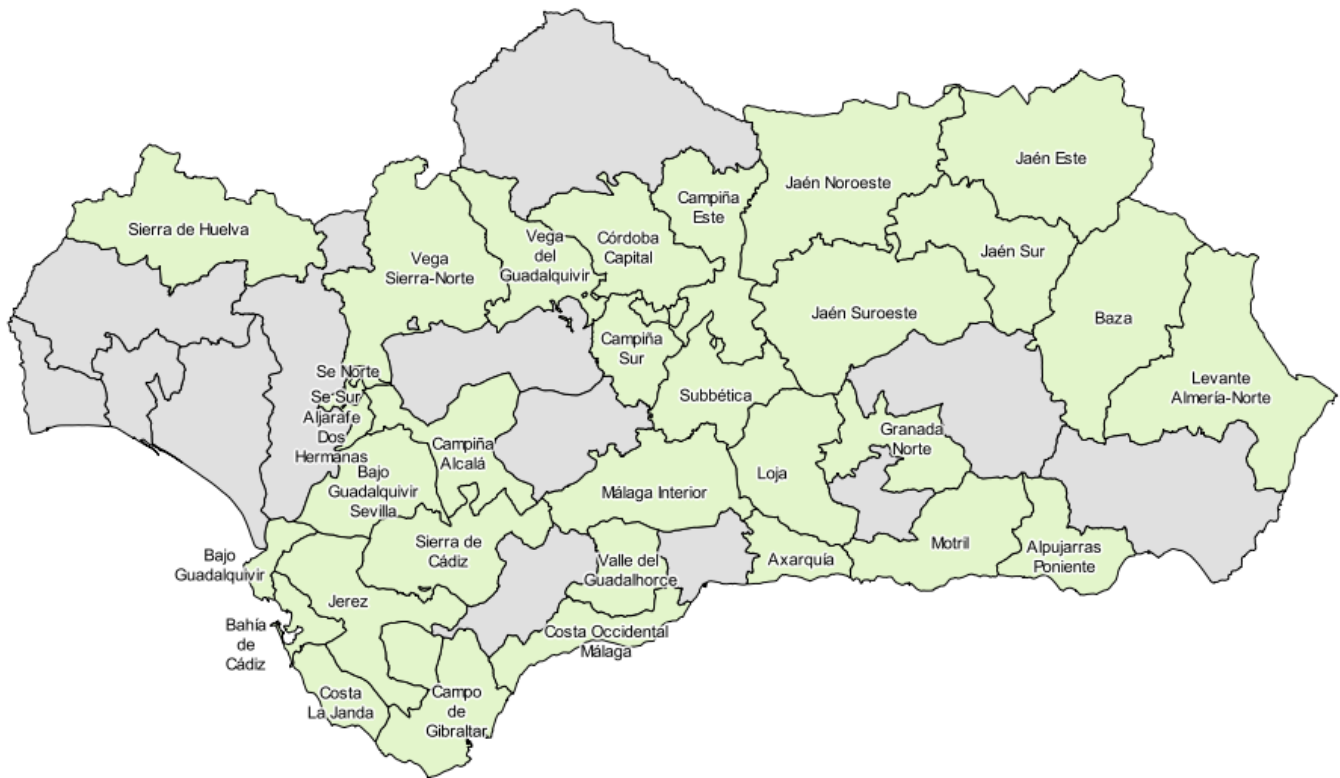 Jaén Este
Jaén Noroeste
Campiña
Este
Sierra de Huelva
Vega
del
Guadalquivir
Córdoba
Capital
Vega
Sierra-Norte
Jaén Sur
Jaén Suroeste
Baza
Campiña
Sur
Se Norte
Se Sur
Aljarafe
Dos
Hermanas
Subbética
Levante
Almería-Norte
Granada
Norte
Campiña
Alcalá
Bajo
Guadalquivir
Sevilla
Loja
Málaga Interior
Sierra de
Cádiz
Motril
Alpujarras
Poniente
Bajo
Guadalquivir
Valle del
Guadalhorce
Axarquía
Jerez
Bahía
de
Cádiz
Costa Occidental
Málaga
Costa
La Janda
Campo
de
Gibraltar